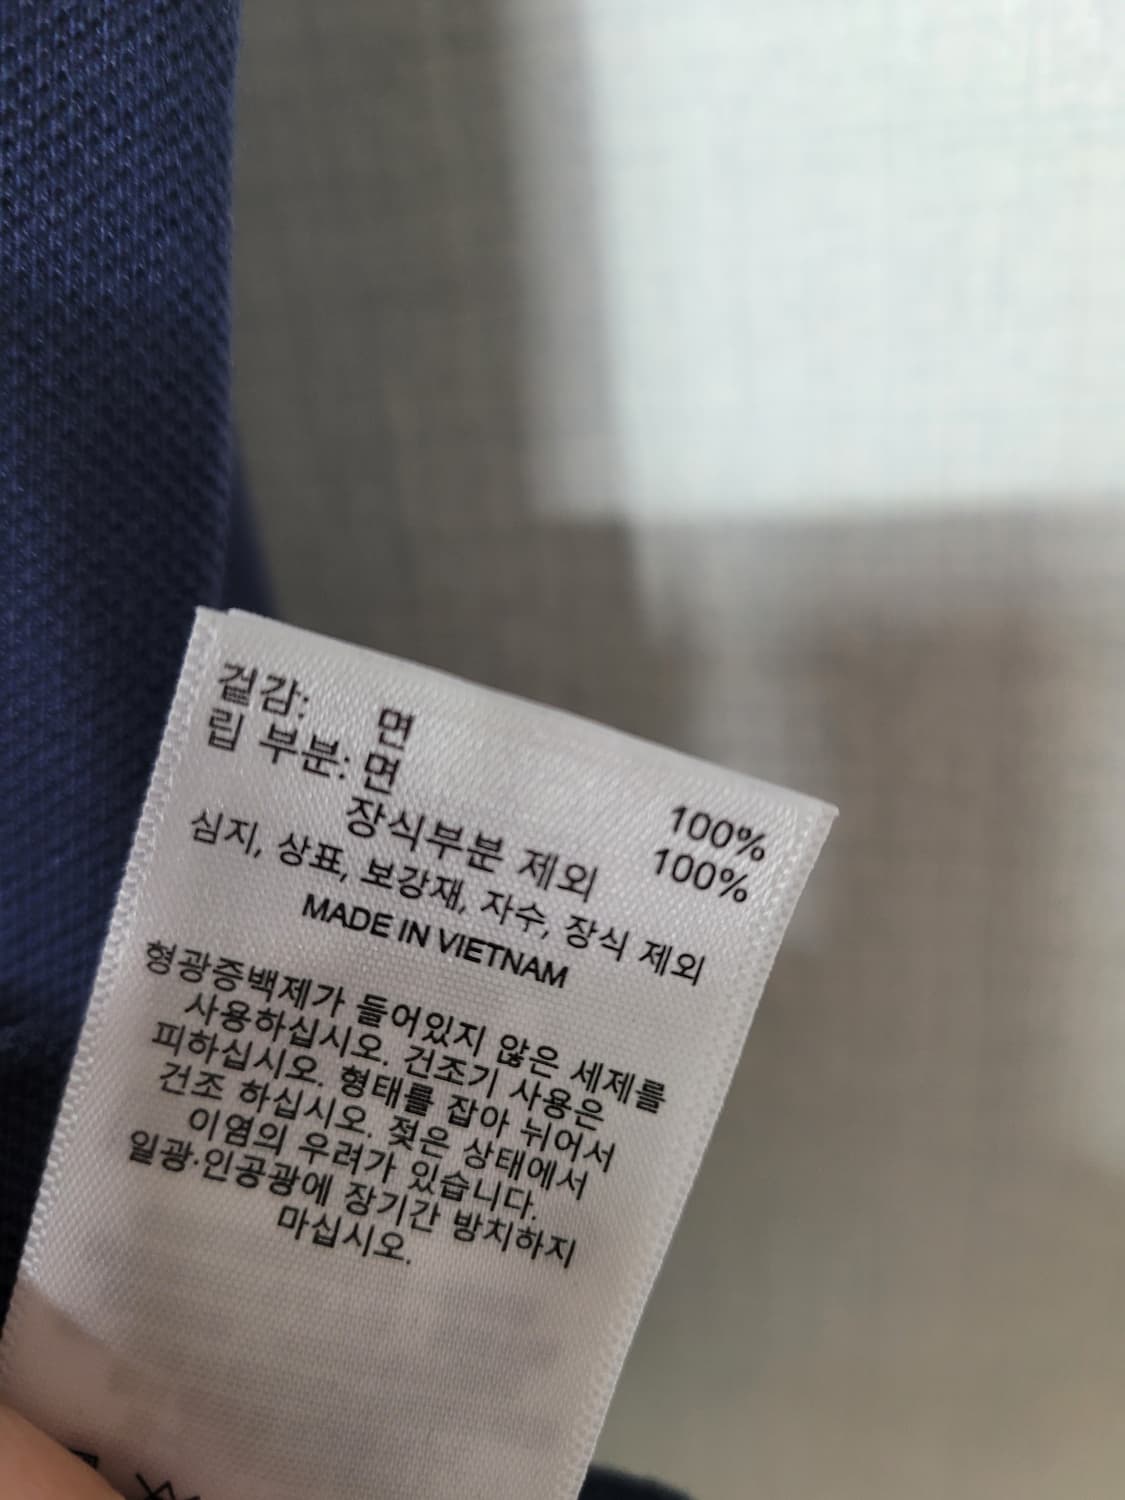 겉감: 면 100%
립 부분: 면 100%
장식부분 제외
심지, 상표, 보강재, 자수, 장식 제외
MADE IN VIETNAM
형광증백제가 들어있지 않은 세제를
사용하십시오. 건조기 사용은
피하십시오. 형태를 잡아 뉘어서
건조 하십시오. 젖은 상태에서
이염의 우려가 있습니다.
일광·인공광에 장기간 방치하지
마십시오.